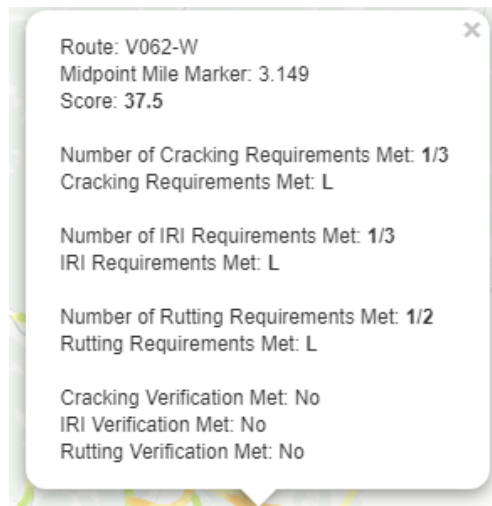 Route: V062-W
Midpoint Mile Marker: 3.149
Score: 37.5
Number of Cracking Requirements Met: 1/3
Cracking Requirements Met: L
Number of IRI Requirements Met: 1/3
IRI Requirements Met: L
Number of Rutting Requirements Met: 1/2
Rutting Requirements Met: L
Cracking Verification Met: No
IRI Verification Met: No
Rutting Verification Met: No